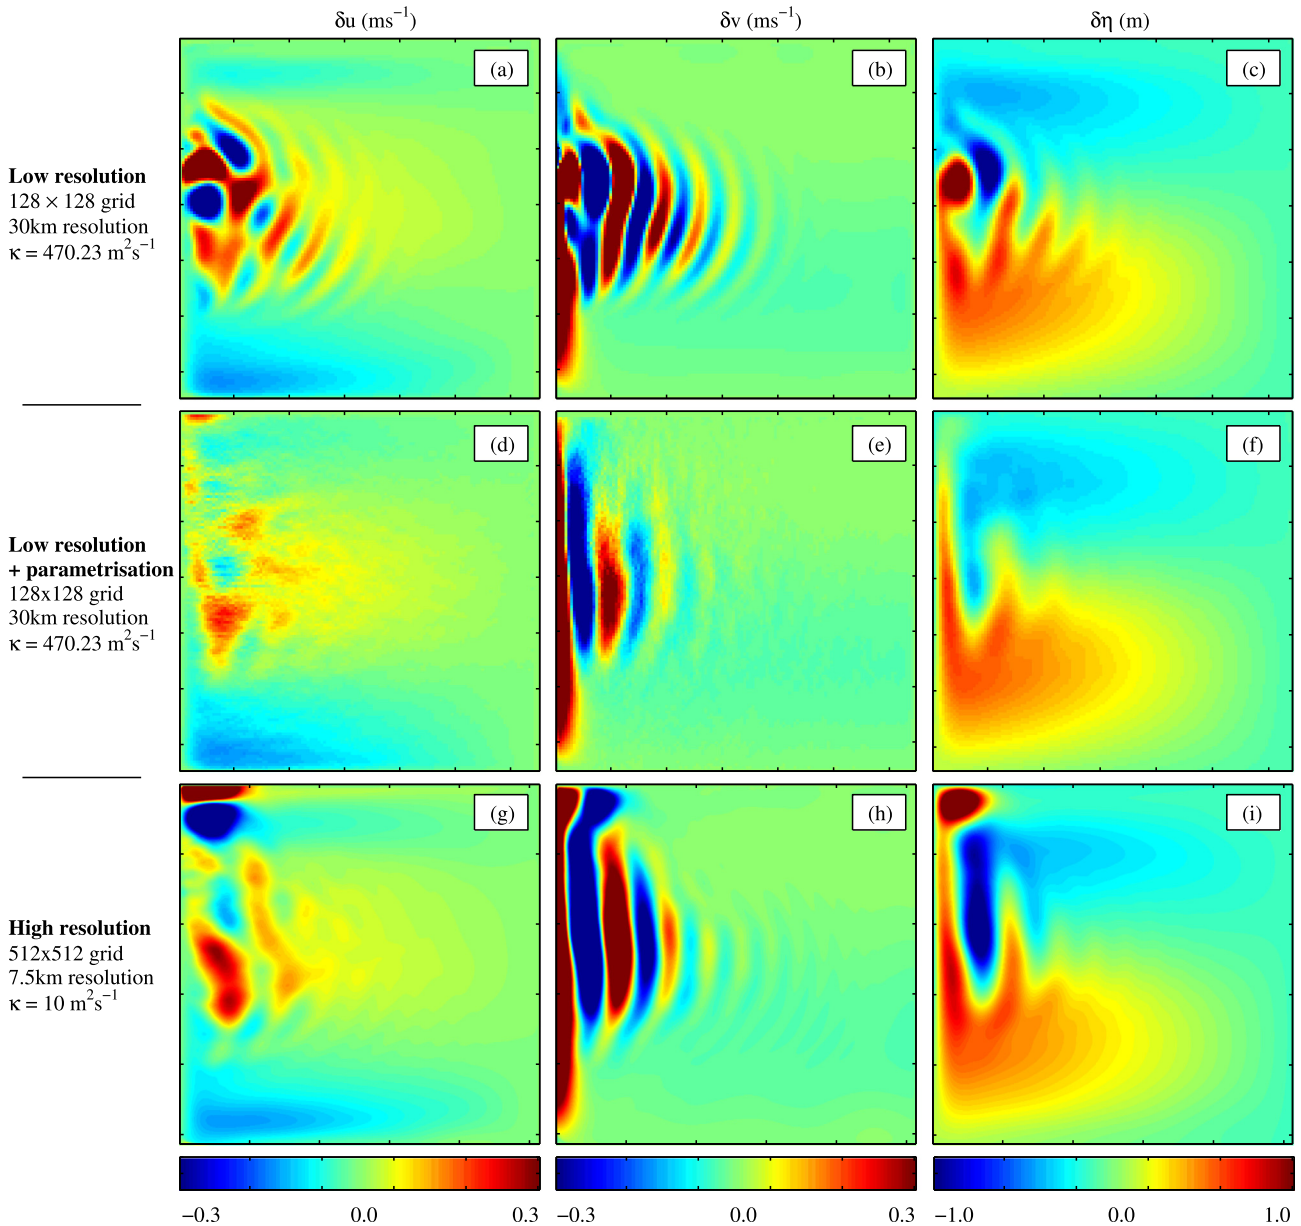 δu (ms⁻¹)
δv (ms⁻¹)
δη (m)
(a)
(b)
(c)
Low resolution
128 × 128 grid
30km resolution
κ = 470.23 m²s⁻¹
(d)
(e)
(f)
Low resolution
+ parametrisation
128x128 grid
30km resolution
κ = 470.23 m²s⁻¹
(g)
(h)
(i)
High resolution
512x512 grid
7.5km resolution
κ = 10 m²s⁻¹
−0.3 0.0 0.3
−0.3 0.0 0.3
−1.0 0.0 1.0